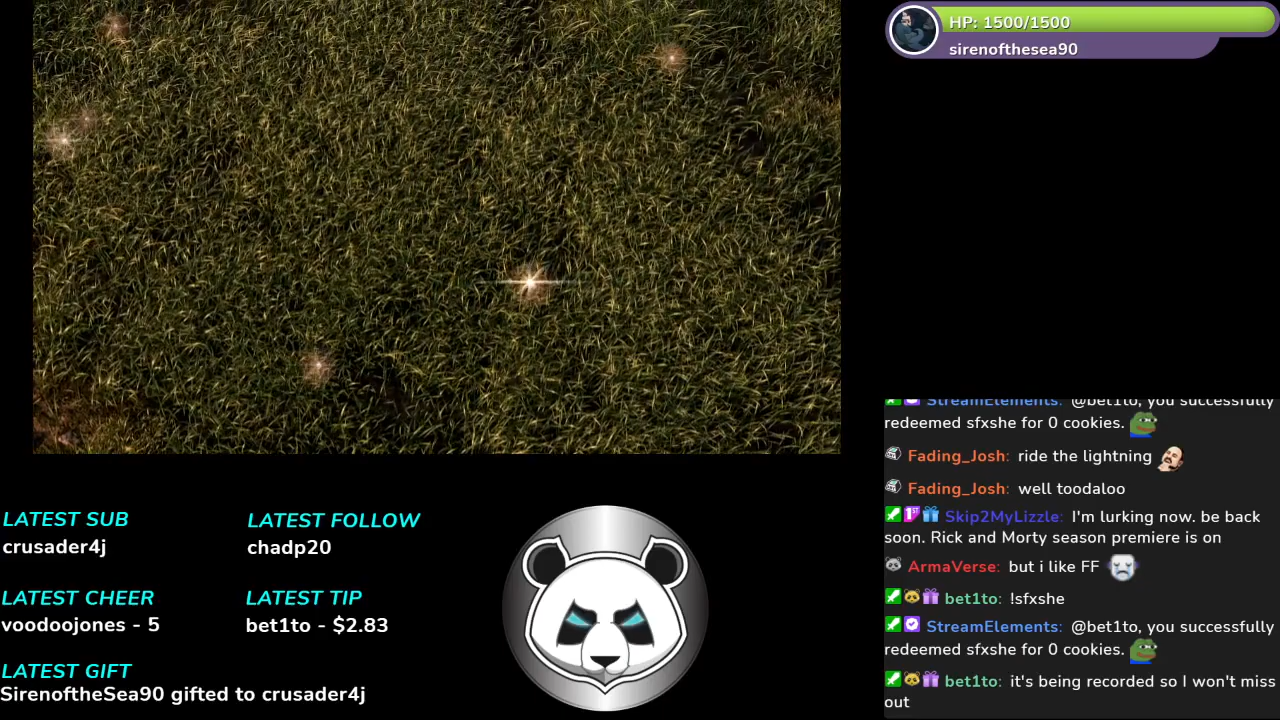 HP: 1500/1500
sirenofthesea90
StreamElements: @bet1to, you successfully
redeemed sfxshe for 0 cookies.
Fading_Josh: ride the lightning
Fading_Josh: well toodaloo
Skip2MyLizzle: I'm lurking now. be back
soon. Rick and Morty season premiere is on
ArmaVerse: but i like FF
bet1to: !sfxshe
StreamElements: @bet1to, you successfully
redeemed sfxshe for 0 cookies.
bet1to: it's being recorded so I won't miss
out
LATEST SUB
crusader4j
LATEST FOLLOW
chadp20
LATEST CHEER
voodoojones - 5
LATEST TIP
bet1to - $2.83
LATEST GIFT
SirenoftheSea90 gifted to crusader4j